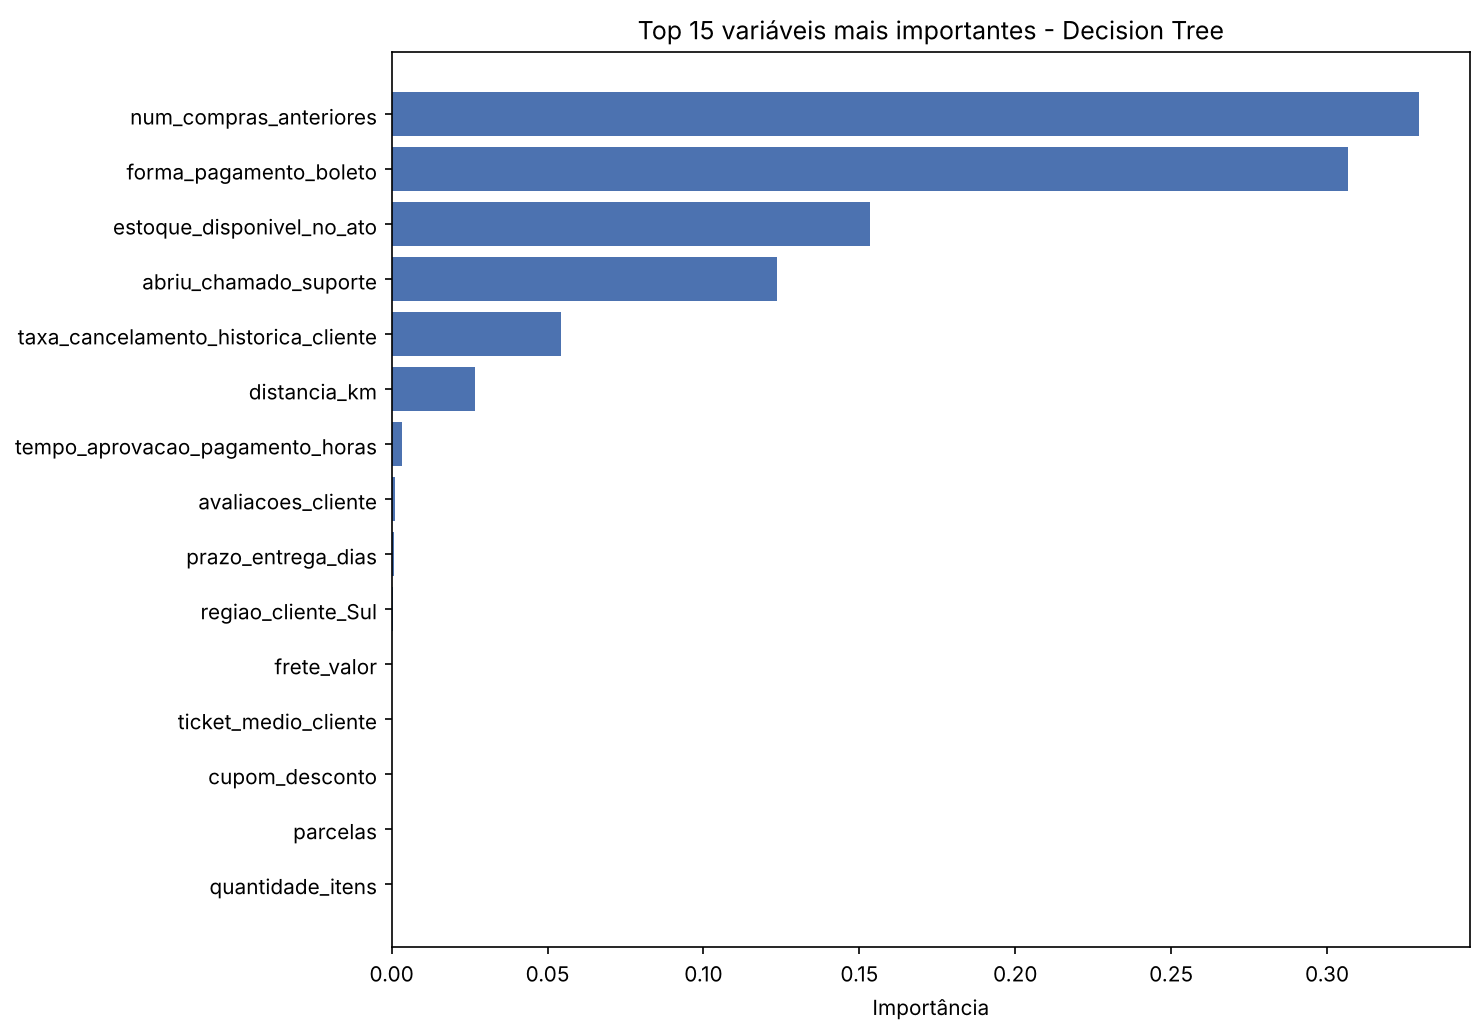 Top 15 variáveis mais importantes - Decision Tree
num_compras_anteriores
forma_pagamento_boleto
estoque_disponivel_no_ato
abriu_chamado_suporte
taxa_cancelamento_historica_cliente
distancia_km
tempo_aprovacao_pagamento_horas
avaliacoes_cliente
prazo_entrega_dias
regiao_cliente_Sul
frete_valor
ticket_medio_cliente
cupom_desconto
parcelas
quantidade_itens
0.00 0.05 0.10 0.15 0.20 0.25 0.30
Importância